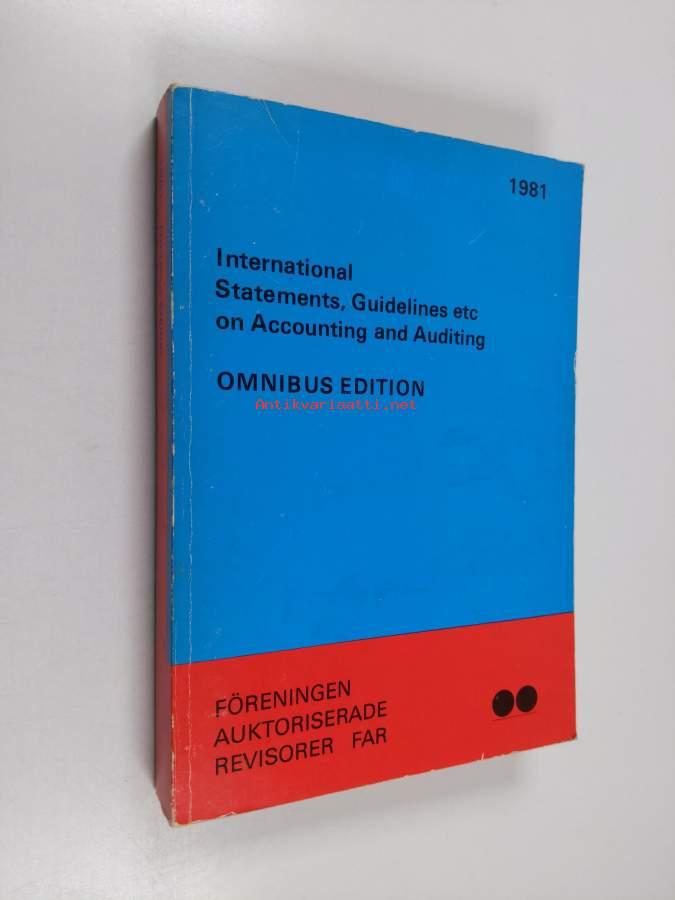 1981
International
Statements, Guidelines etc
on Accounting and Auditing
OMNIBUS EDITION
Antikvariaatti.net
FÖRENINGEN
AUKTORISERADE
REVISORER FAR